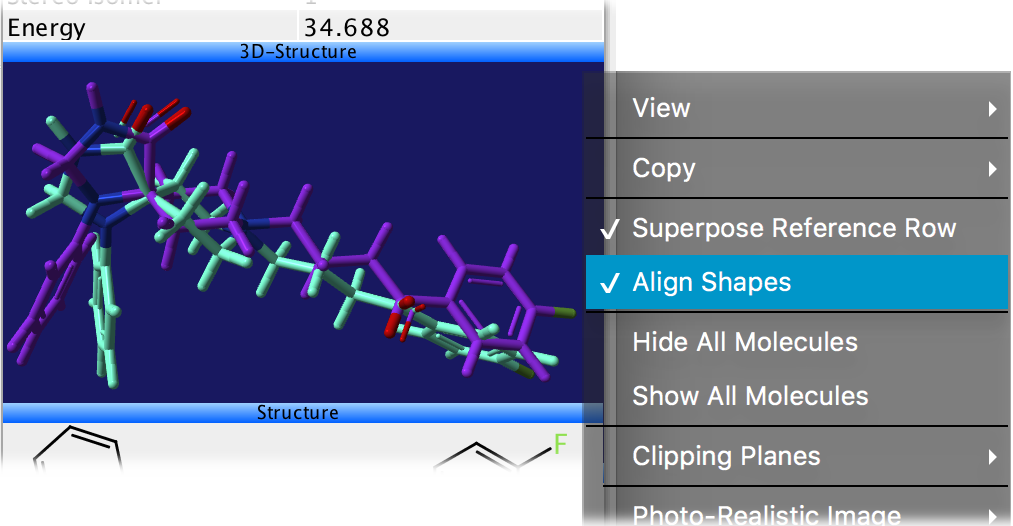 Stereo Isomer 1
Energy 34.688
3D-Structure
Structure
F
View
Copy
✓ Superpose Reference Row
✓ Align Shapes
Hide All Molecules
Show All Molecules
Clipping Planes
Photo-Realistic Image